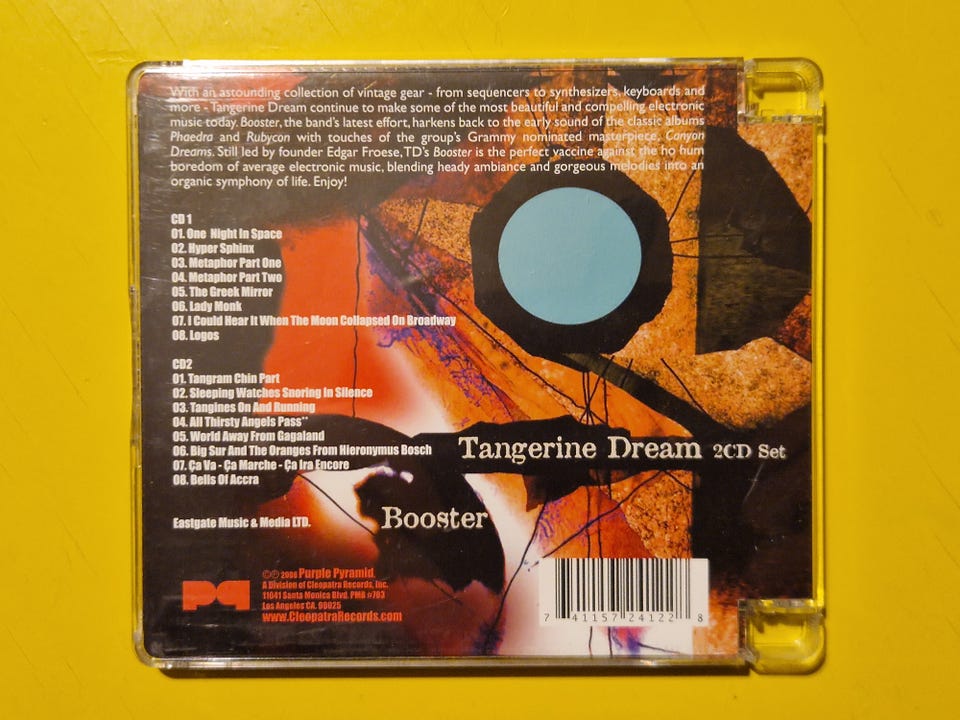 With an astounding collection of vintage gear - from sequencers to synthesizers, keyboards and
more - Tangerine Dream continue to make some of the most beautiful and compelling electronic
music today. Booster, the band's latest effort, harkens back to the early sound of the classic albums
Phaedra and Rubycon with touches of the group's Grammy nominated masterpiece, Canyon
Dreams. Still led by founder Edgar Froese, TD's Booster is the perfect vaccine against the ho hum
boredom of average electronic music, blending heady ambiance and gorgeous melodies into an
organic symphony of life. Enjoy!
CD 1
01. One Night In Space
02. Hyper Sphinx
03. Metaphor Part One
04. Metaphor Part Two
05. The Greek Mirror
06. Lady Monk
07. I Could Hear It When The Moon Collapsed On Broadway
08. Logos
CD2
01. Tangram Chin Part
02. Sleeping Watches Snoring In Silence
03. Tangines On And Running
04. All Thirsty Angels Pass**
05. World Away From Gagaland
06. Big Sur And The Oranges From Hieronymus Bosch
07. Ça Va - Ça Marche - Ça Ira Encore
08. Bells Of Accra
Tangerine Dream 2CD Set
Booster
Eastgate Music & Media LTD.
PP
©℗ 2008 Purple Pyramid,
A Division of Cleopatra Records, Inc.
11041 Santa Monica Blvd. PMB #703
Los Angeles CA. 90025
www.CleopatraRecords.com
7 41157 24122 8